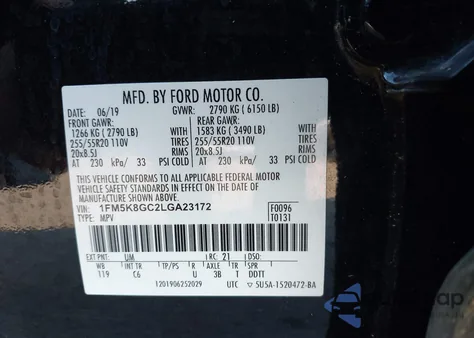 MFD. BY FORD MOTOR CO.
DATE: 06/19 GVWR: 2790 KG ( 6150 LB)
FRONT GAWR: REAR GAWR:
1266 KG ( 2790 LB) 1583 KG ( 3490 LB)
255/55R20 110V TIRES 255/55R20 110V
20x8.5J RIMS 20x8.5J
AT 230 kPa/ 33 PSI COLD AT 230 kPa/ 33 PSI COLD
THIS VEHICLE CONFORMS TO ALL APPLICABLE FEDERAL MOTOR
VEHICLE SAFETY AND THEFT PREVENTION STANDARDS IN EFFECT ON THE DATE OF
MANUFACTURE SHOWN ABOVE.
VIN: 1FM5K8GC2LGA23172 F0096
TYPE: MPV T0131
EXT PNT: UM RC: 21
WB INT TR TP/PS R AXLE TR SPR
119 C6 U 3B T DDTT
1201906252029 UTC 5U5A-1520472-BA